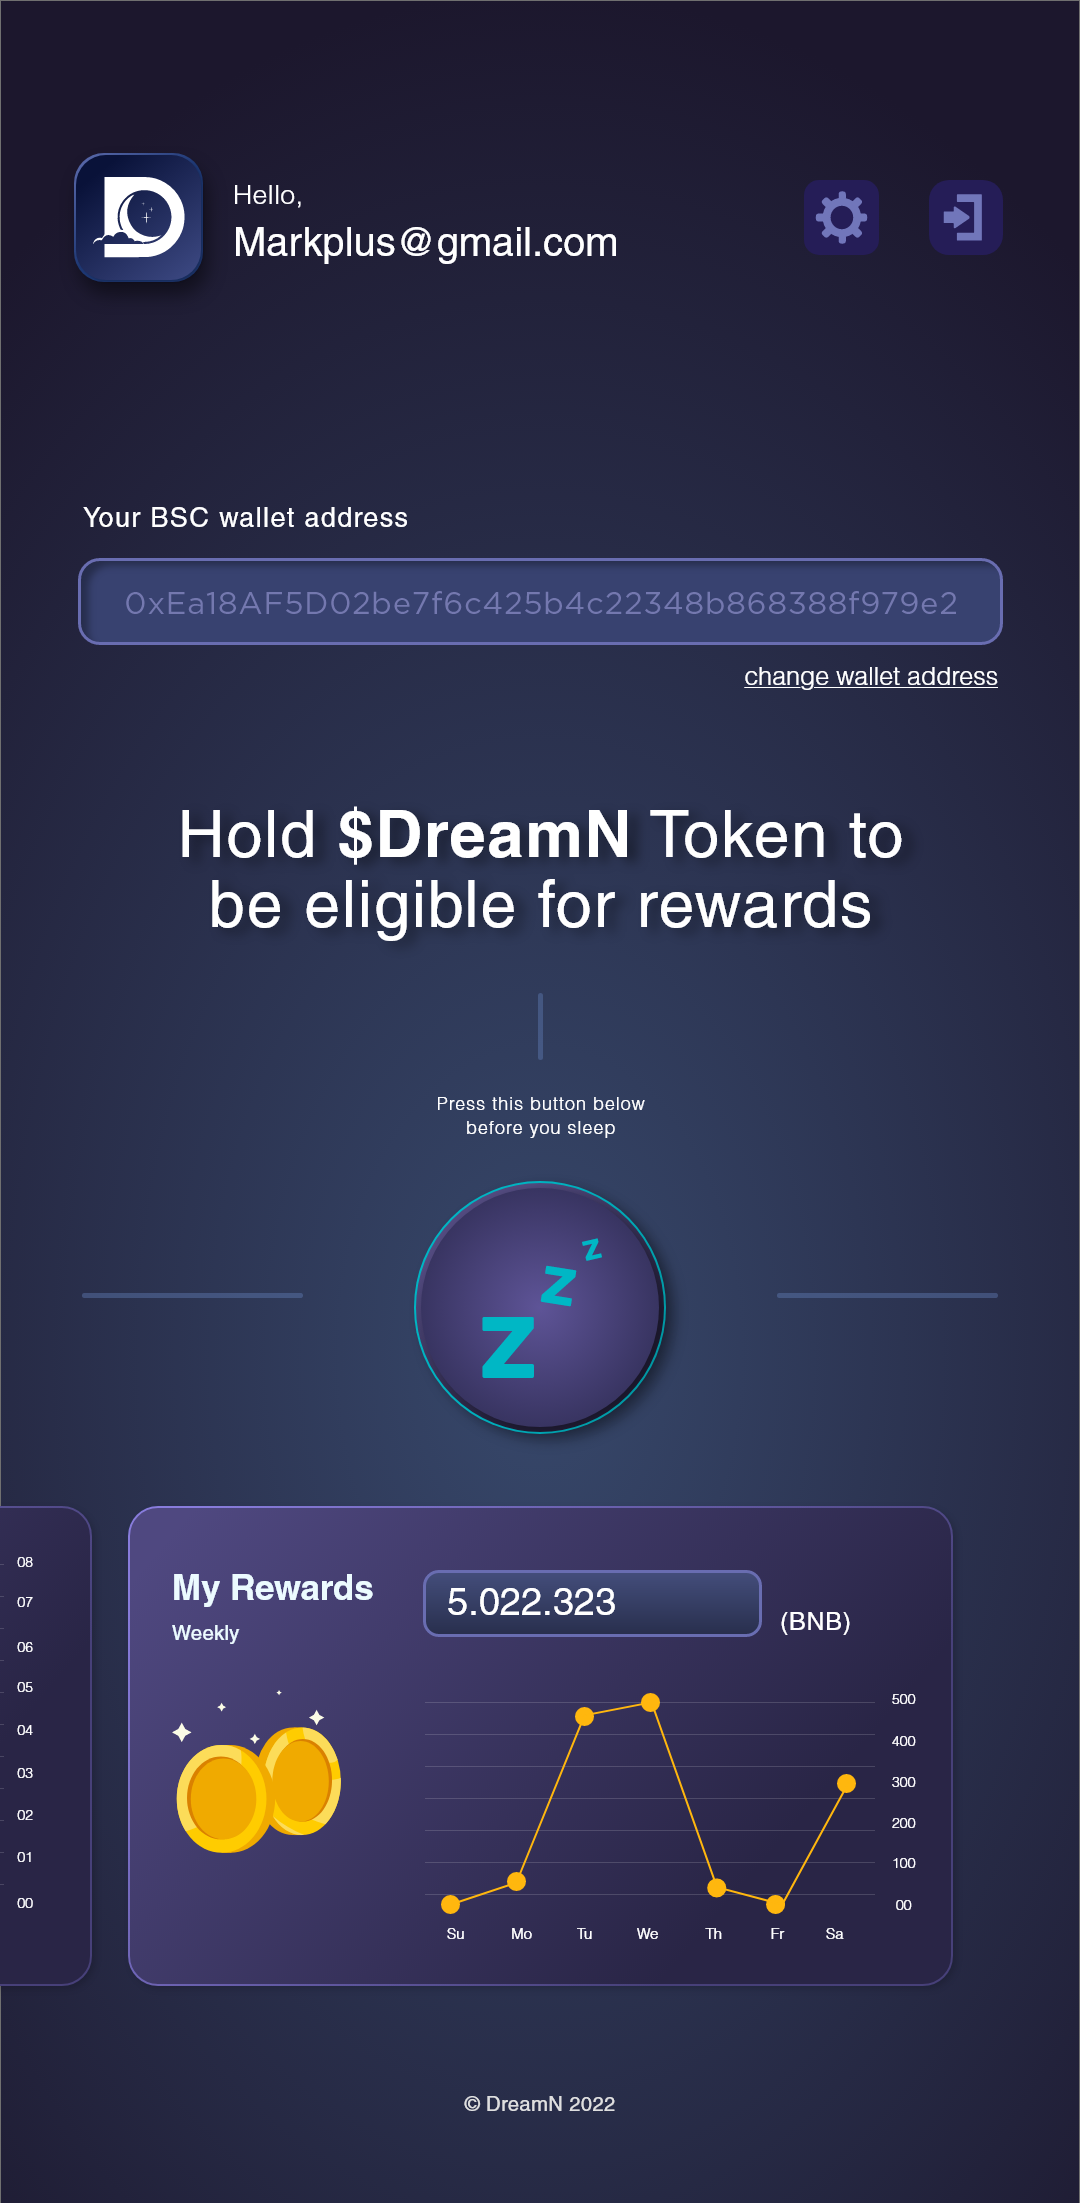 Hello,
Markplus@gmail.com
Your BSC wallet address
0xEa18AF5D02be7f6c425b4c22348b868388f979e2
change wallet address
Hold $DreamN Token to
be eligible for rewards
Press this button below
before you sleep
z
z
z
08
07
06
05
04
03
02
01
00
My Rewards
Weekly
5.022.323
(BNB)
500
400
300
200
100
00
Su Mo Tu We Th Fr Sa
© DreamN 2022